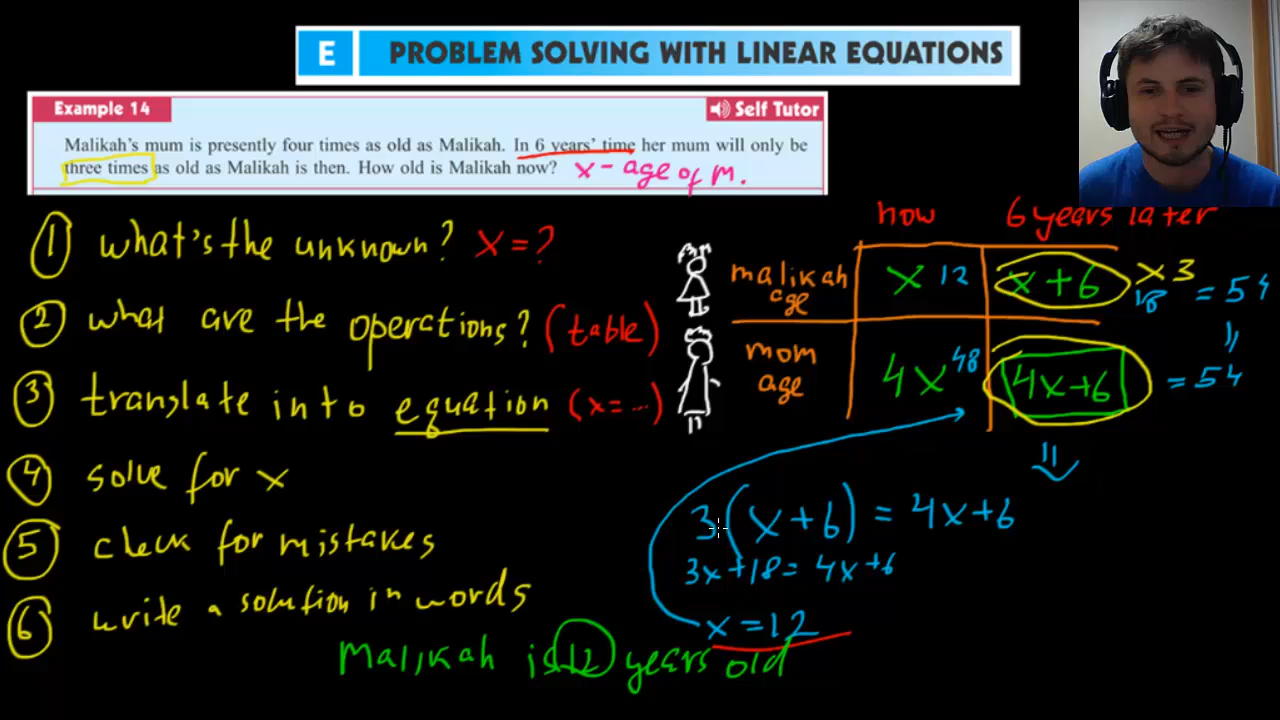 E PROBLEM SOLVING WITH LINEAR EQUATIONS
Example 14
Self Tutor
Malikah's mum is presently four times as old as Malikah. In 6 years' time her mum will only be
three times as old as Malikah is then. How old is Malikah now? x - age of M.
1 what's the unknown? x = ?
2 what are the operctions? (table)
3 translate into equation (x=...)
4 solve for x
5 check for mistakes
6 write a solution in words
Malikah is 12 years old
now 6 years later
malikah age x 12 x+6 x 3
18 = 54
=
mom age 4x 48 4x+6 = 54
=
3(x+6) = 4x+6
3x+18 = 4x+6
x = 12